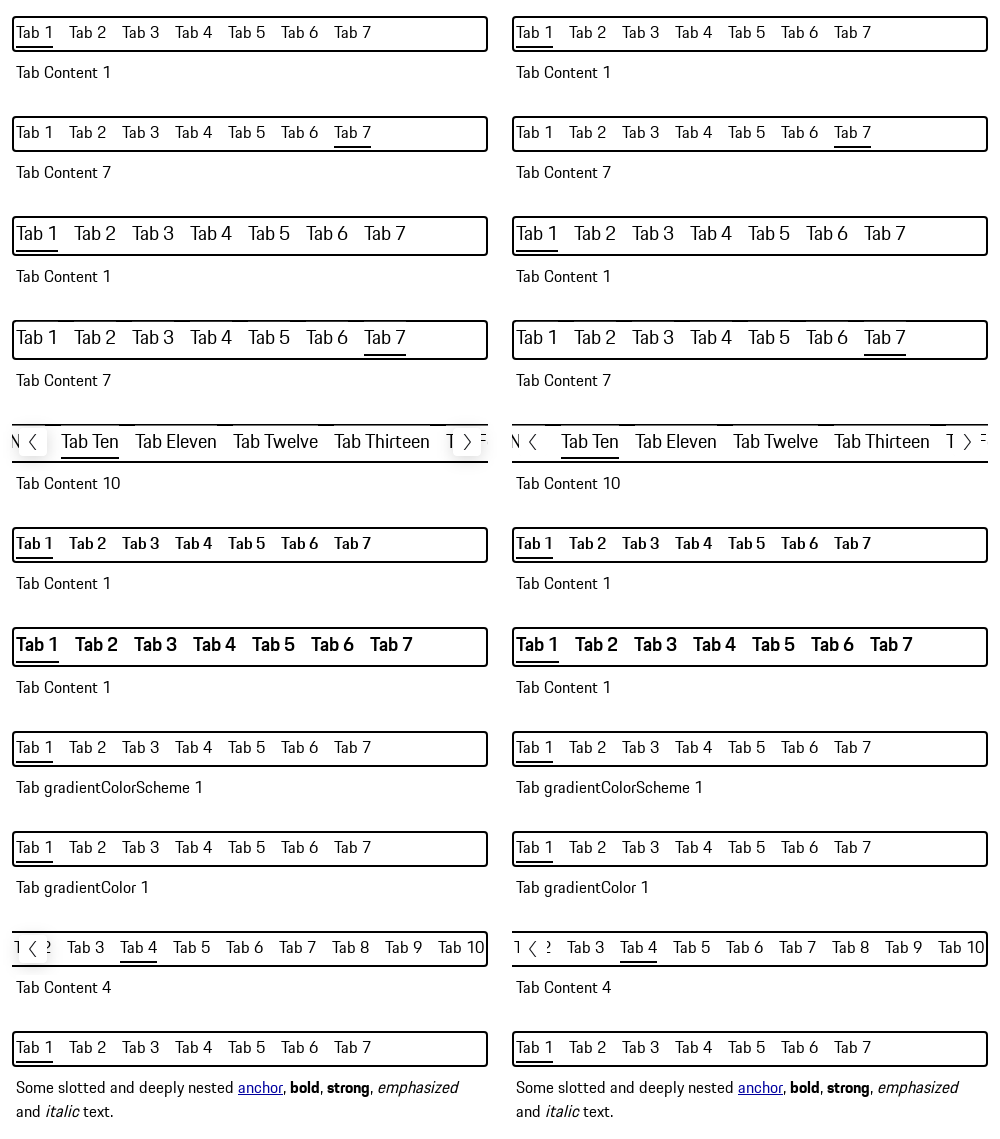 Tab 1 Tab 2 Tab 3 Tab 4 Tab 5 Tab 6 Tab 7 Tab 1 Tab 2 Tab 3 Tab 4 Tab 5 Tab 6 Tab 7
Tab Content 1 Tab Content 1
Tab 1 Tab 2 Tab 3 Tab 4 Tab 5 Tab 6 Tab 7 Tab 1 Tab 2 Tab 3 Tab 4 Tab 5 Tab 6 Tab 7
Tab Content 7 Tab Content 7
Tab 1 Tab 2 Tab 3 Tab 4 Tab 5 Tab 6 Tab 7 Tab 1 Tab 2 Tab 3 Tab 4 Tab 5 Tab 6 Tab 7
Tab Content 1 Tab Content 1
Tab 1 Tab 2 Tab 3 Tab 4 Tab 5 Tab 6 Tab 7 Tab 1 Tab 2 Tab 3 Tab 4 Tab 5 Tab 6 Tab 7
Tab Content 7 Tab Content 7
Tab Ten Tab Eleven Tab Twelve Tab Thirteen Tab Ten Tab Eleven Tab Twelve Tab Thirteen
Tab Content 10 Tab Content 10
Tab 1 Tab 2 Tab 3 Tab 4 Tab 5 Tab 6 Tab 7 Tab 1 Tab 2 Tab 3 Tab 4 Tab 5 Tab 6 Tab 7
Tab Content 1 Tab Content 1
Tab 1 Tab 2 Tab 3 Tab 4 Tab 5 Tab 6 Tab 7 Tab 1 Tab 2 Tab 3 Tab 4 Tab 5 Tab 6 Tab 7
Tab Content 1 Tab Content 1
Tab 1 Tab 2 Tab 3 Tab 4 Tab 5 Tab 6 Tab 7 Tab 1 Tab 2 Tab 3 Tab 4 Tab 5 Tab 6 Tab 7
Tab gradientColorScheme 1 Tab gradientColorScheme 1
Tab 1 Tab 2 Tab 3 Tab 4 Tab 5 Tab 6 Tab 7 Tab 1 Tab 2 Tab 3 Tab 4 Tab 5 Tab 6 Tab 7
Tab gradientColor 1 Tab gradientColor 1
Tab 3 Tab 4 Tab 5 Tab 6 Tab 7 Tab 8 Tab 9 Tab 10 Tab 3 Tab 4 Tab 5 Tab 6 Tab 7 Tab 8 Tab 9 Tab 10
Tab Content 4 Tab Content 4
Tab 1 Tab 2 Tab 3 Tab 4 Tab 5 Tab 6 Tab 7 Tab 1 Tab 2 Tab 3 Tab 4 Tab 5 Tab 6 Tab 7
Some slotted and deeply nested anchor, bold, strong, emphasized Some slotted and deeply nested anchor, bold, strong, emphasized
and italic text. and italic text.